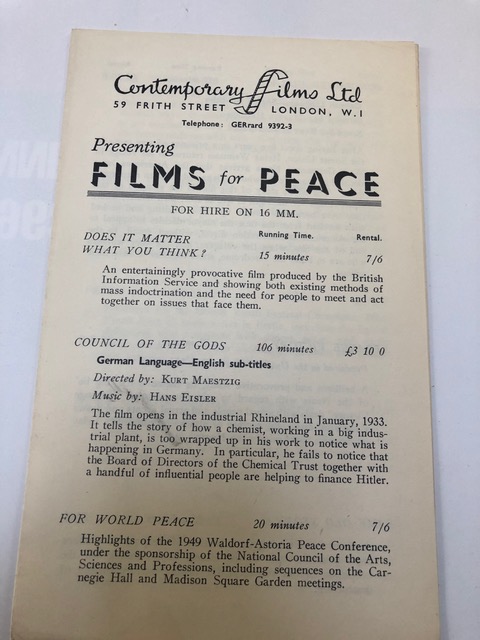 Contemporary Films Ltd
59 FRITH STREET LONDON, W.1
Telephone: GERrard 9392-3
Presenting
FILMS for PEACE
FOR HIRE ON 16 MM.
Running Time. Rental.
DOES IT MATTER
WHAT YOU THINK? 15 minutes 7/6
An entertainingly provocative film produced by the British
Information Service and showing both existing methods of
mass indoctrination and the need for people to meet and act
together on issues that face them.
COUNCIL OF THE GODS 106 minutes £3 10 0
German Language—English sub-titles
Directed by: KURT MAESTZIG
Music by: HANS EISLER
The film opens in the industrial Rhineland in January, 1933.
It tells the story of how a chemist, working in a big indus-
trial plant, is too wrapped up in his work to notice what is
happening in Germany. In particular, he fails to notice that
the Board of Directors of the Chemical Trust together with
a handful of influential people are helping to finance Hitler.
FOR WORLD PEACE 20 minutes 7/6
Highlights of the 1949 Waldorf-Astoria Peace Conference,
under the sponsorship of the National Council of the Arts,
Sciences and Professions, including sequences on the Car-
negie Hall and Madison Square Garden meetings.